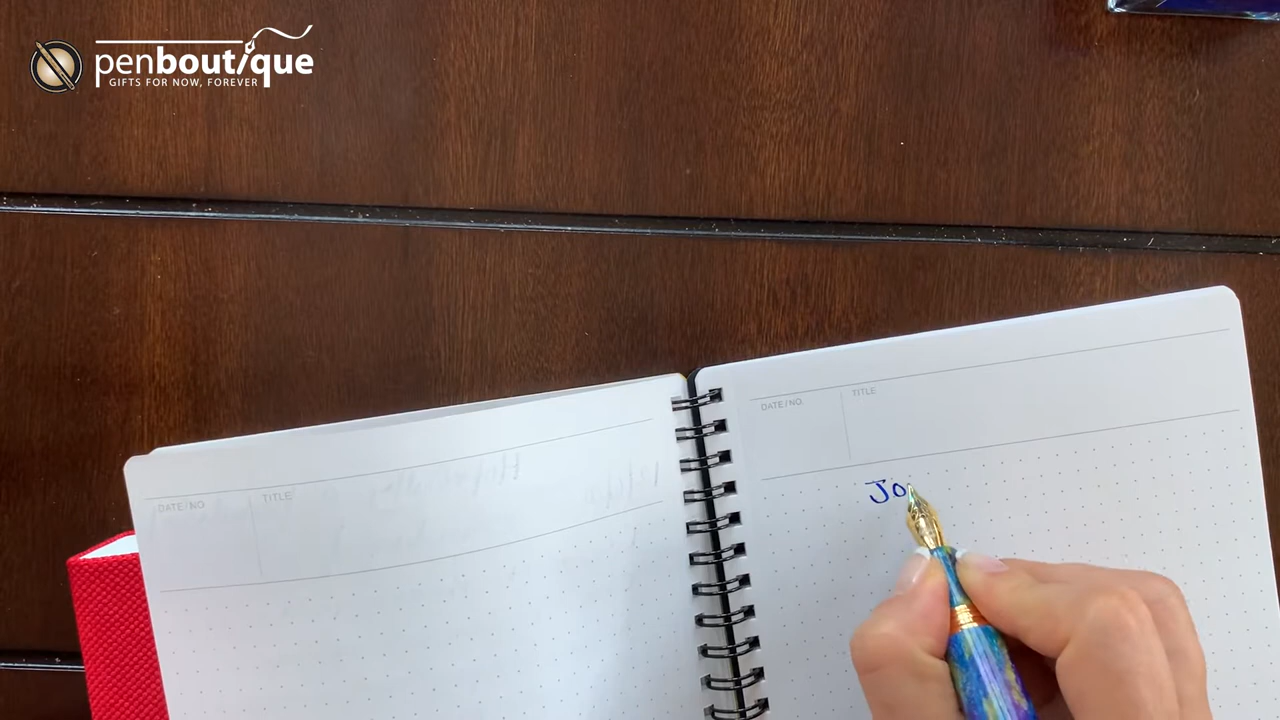 penboutique
GIFTS FOR NOW, FOREVER
DATE/NO.
TITLE
DATE/NO
TITLE
Jo